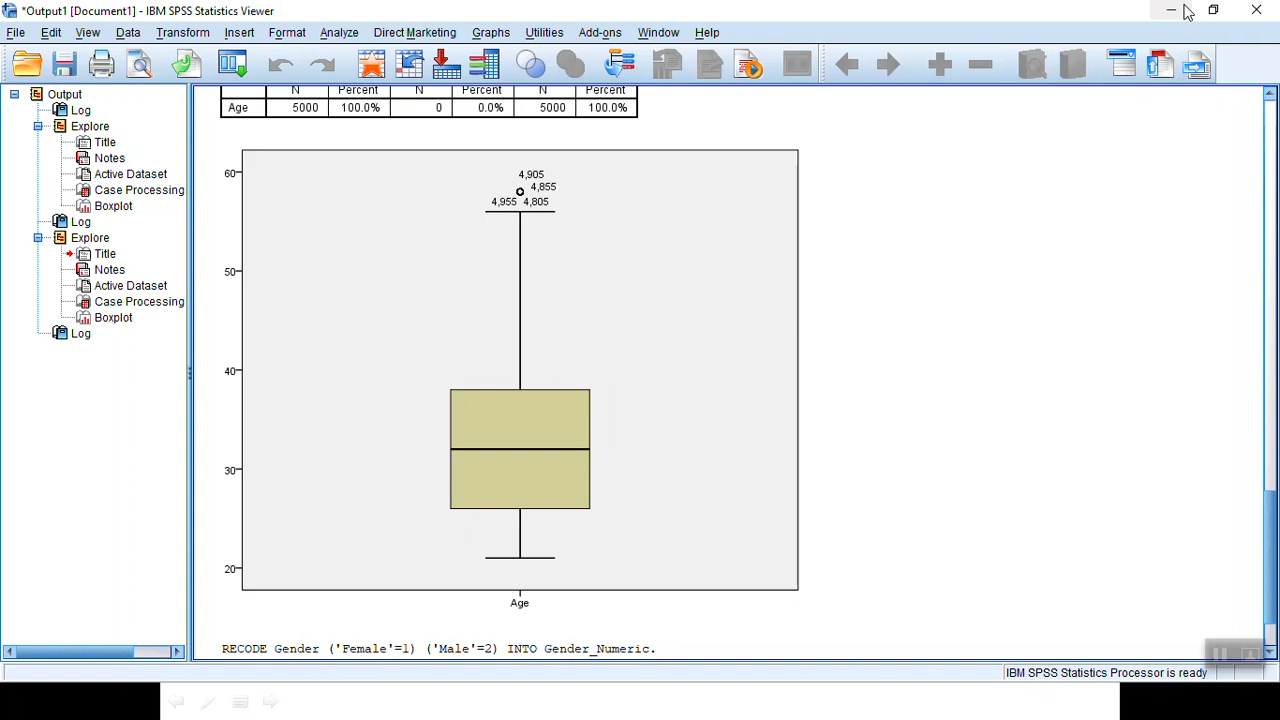 *Output1 [Document1] - IBM SPSS Statistics Viewer
File Edit View Data Transform Insert Format Analyze Direct Marketing Graphs Utilities Add-ons Window Help
Output
Log
Explore
Title
Notes
Active Dataset
Case Processing
Boxplot
Log
Explore
Title
Notes
Active Dataset
Case Processing
Boxplot
Log
N Percent N Percent N Percent
Age 5000 100.0% 0 0.0% 5000 100.0%
60
50
40
30
20
4,905
4,855
4,955 4,805
Age
RECODE Gender ('Female'=1) ('Male'=2) INTO Gender_Numeric.
IBM SPSS Statistics Processor is ready